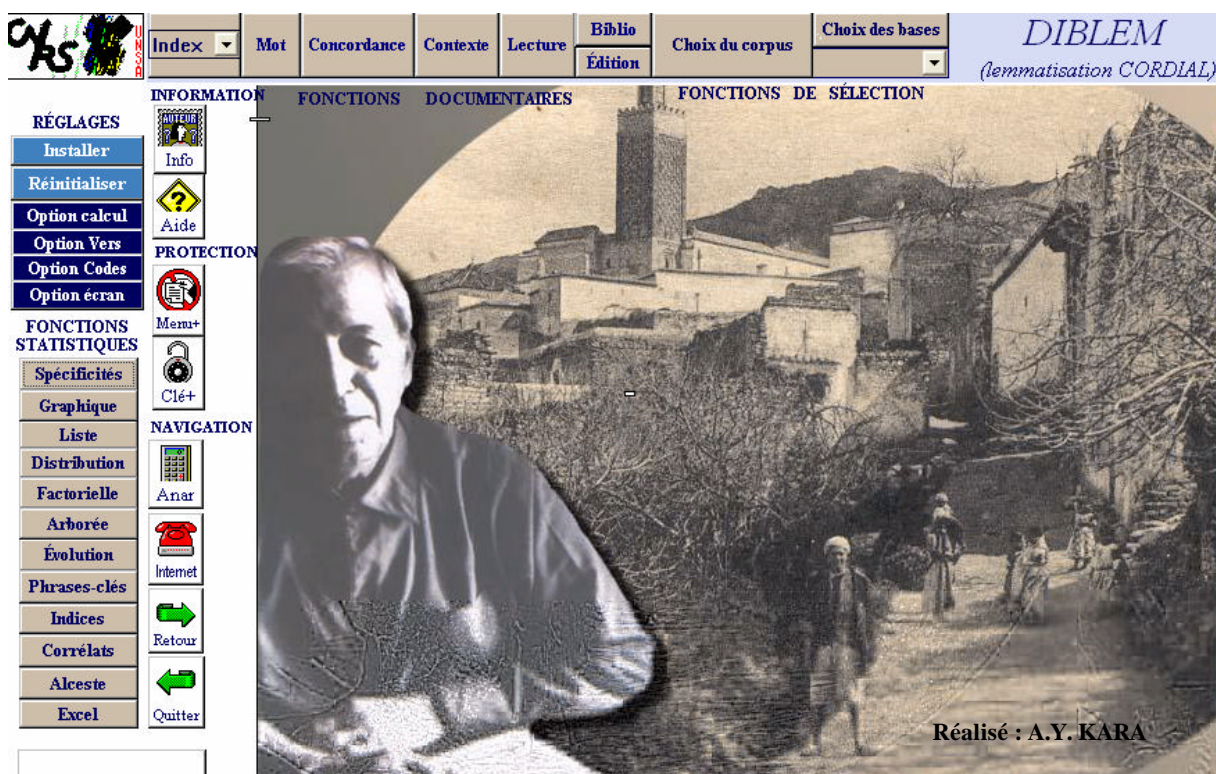 CNRS
UNSA
Index
Mot
Concordance
Contexte
Lecture
Biblio
Édition
Choix du corpus
Choix des bases
DIBLEM
(lemmatisation CORDIAL)
INFORMATION
FONCTIONS DOCUMENTAIRES
FONCTIONS DE SÉLECTION
RÉGLAGES
Installer
Réinitialiser
Option calcul
Option Vers
Option Codes
Option écran
FONCTIONS
STATISTIQUES
Spécificités
Graphique
Liste
Distribution
Factorielle
Arborée
Évolution
Phrases-clés
Indices
Corrélats
Alceste
Excel
AUTEUR
Info
?
Aide
PROTECTION
Menu+
Clé+
NAVIGATION
Anar
Internet
Retour
Quitter
Réalisé : A.Y. KARA